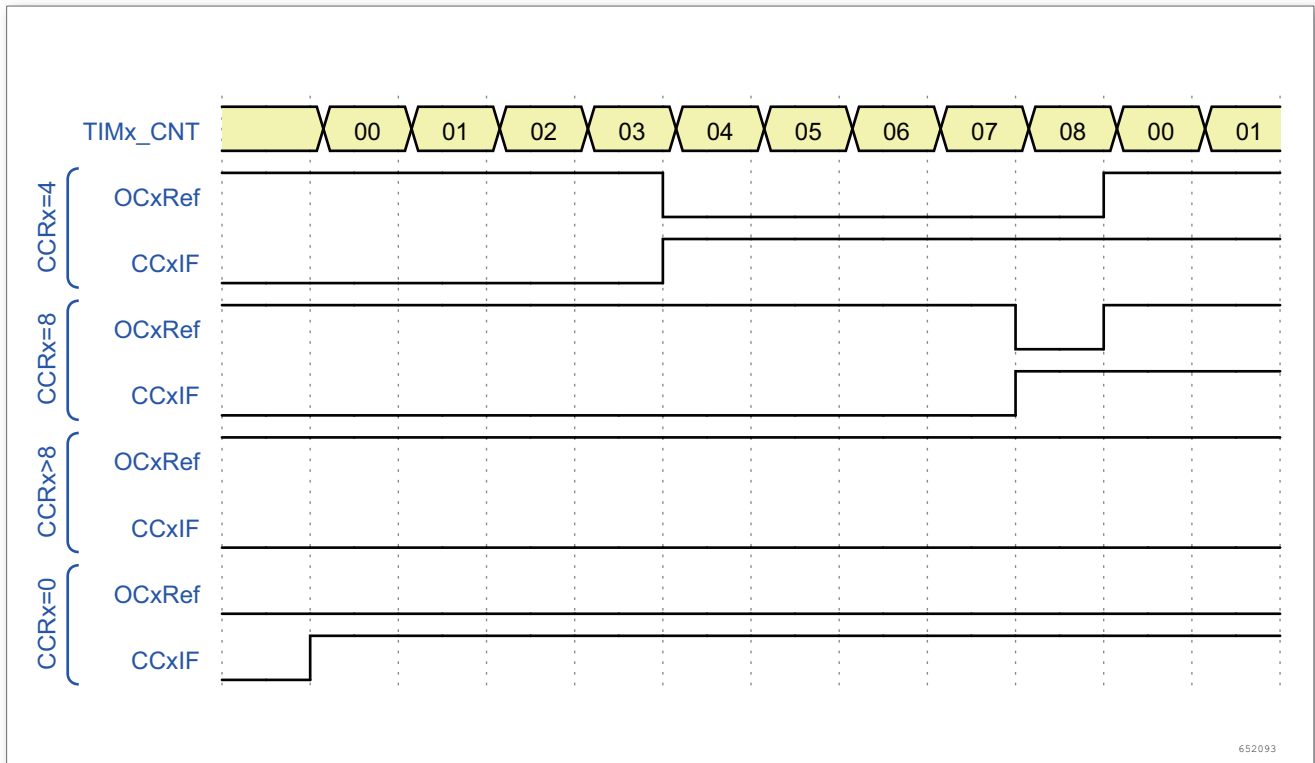 TIMx_CNT 00 01 02 03 04 05 06 07 08 00 01
CCRx=4
OCxRef
CCxIF
CCRx=8
OCxRef
CCxIF
CCRx>8
OCxRef
CCxIF
CCRx=0
OCxRef
CCxIF
652093